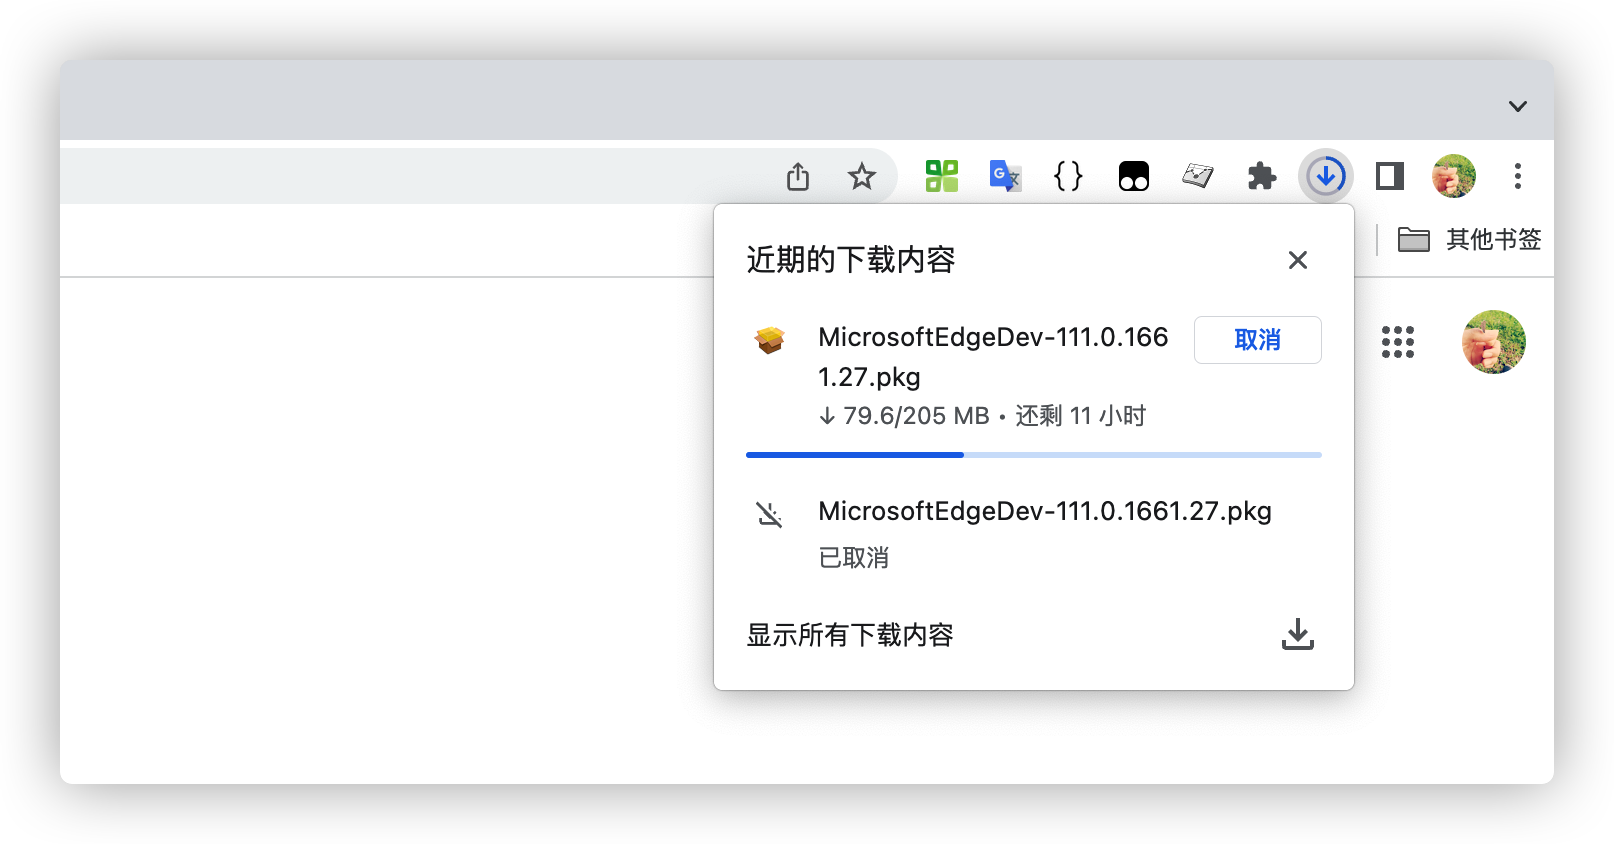 其他书签
近期的下载内容
MicrosoftEdgeDev-111.0.166
1.27.pkg
取消
↓ 79.6/205 MB • 还剩 11 小时
MicrosoftEdgeDev-111.0.1661.27.pkg
已取消
显示所有下载内容